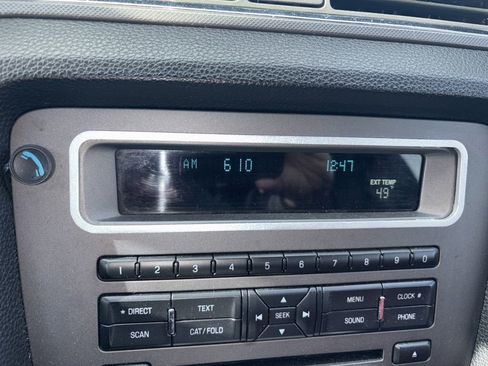 AM 610 12:47
EXT TEMP
49°
1 2 3 4 5 6 7 8 9 0
* DIRECT TEXT MENU CLOCK #
SEEK
SCAN CAT/FOLD SOUND PHONE